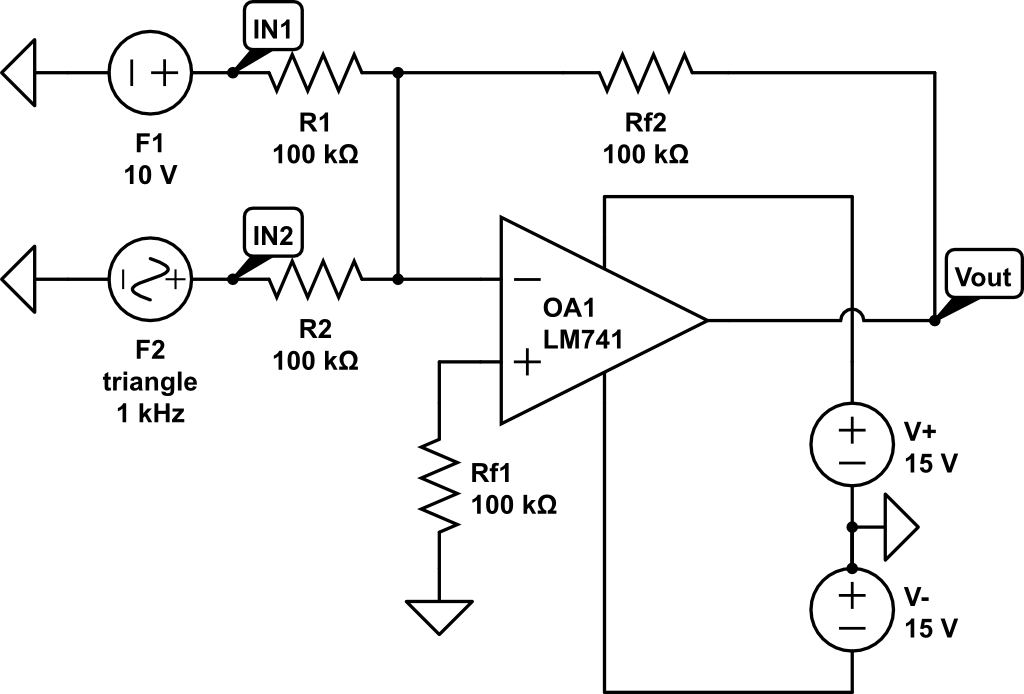 IN1
F1
10 V
R1
100 kΩ
Rf2
100 kΩ
IN2
F2
triangle
1 kHz
R2
100 kΩ
OA1
LM741
Vout
Rf1
100 kΩ
V+
15 V
V-
15 V